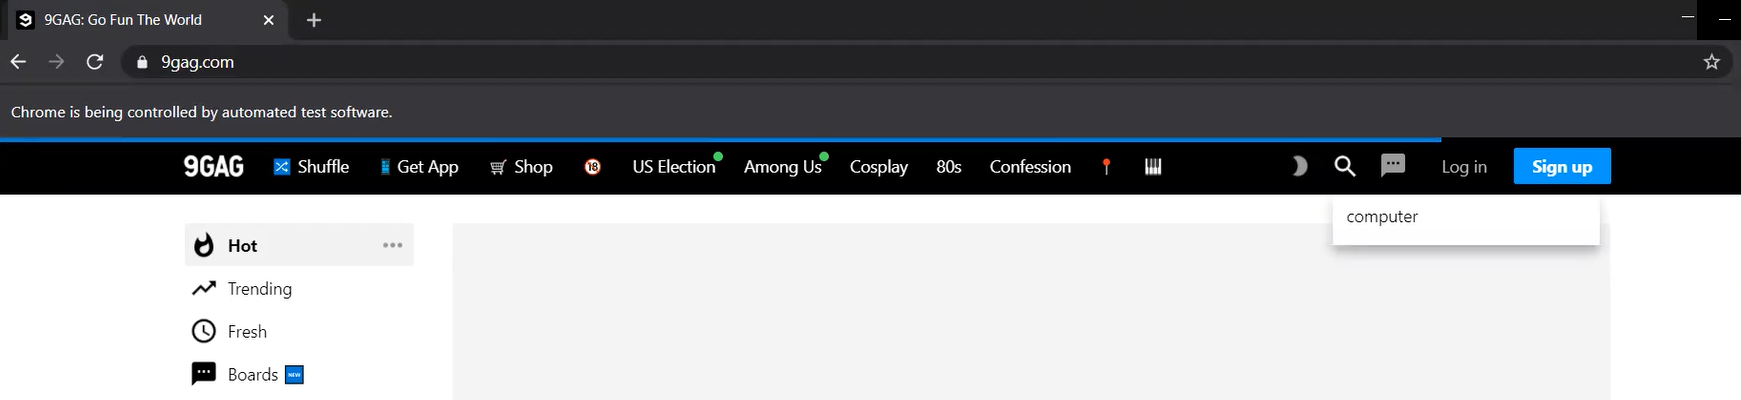 9GAG: Go Fun The World
9gag.com
Chrome is being controlled by automated test software.
9GAG Shuffle Get App Shop 18 US Election Among Us Cosplay 80s Confession Log in Sign up
computer
Hot
Trending
Fresh
Boards NEW